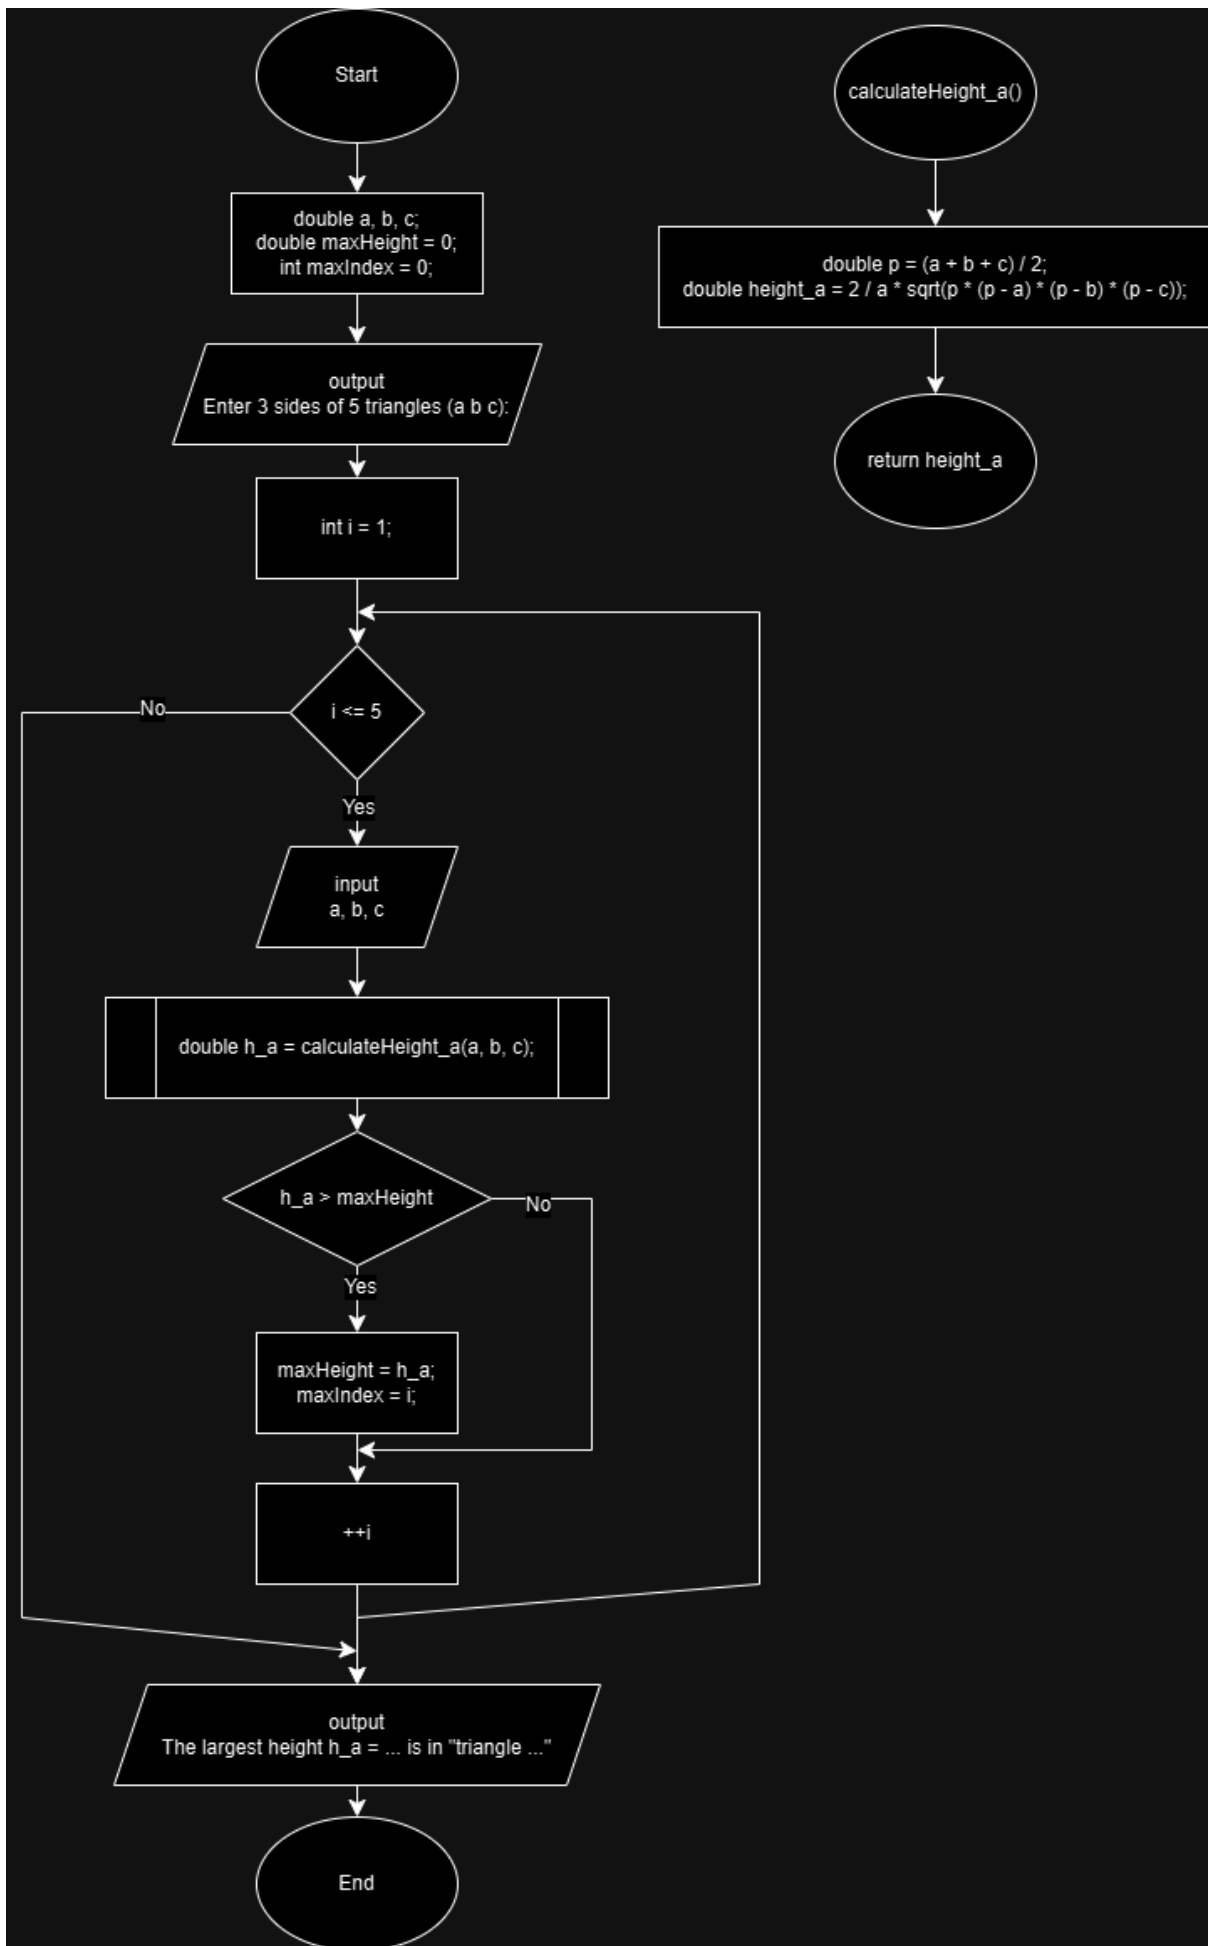 Start
double a, b, c;
double maxHeight = 0;
int maxIndex = 0;
output
Enter 3 sides of 5 triangles (a b c):
int i = 1;
i <= 5
No
Yes
input
a, b, c
double h_a = calculateHeight_a(a, b, c);
h_a > maxHeight
No
Yes
maxHeight = h_a;
maxIndex = i;
++i
output
The largest height h_a = ... is in "triangle ..."
End
calculateHeight_a()
double p = (a + b + c) / 2;
double height_a = 2 / a * sqrt(p * (p - a) * (p - b) * (p - c));
return height_a